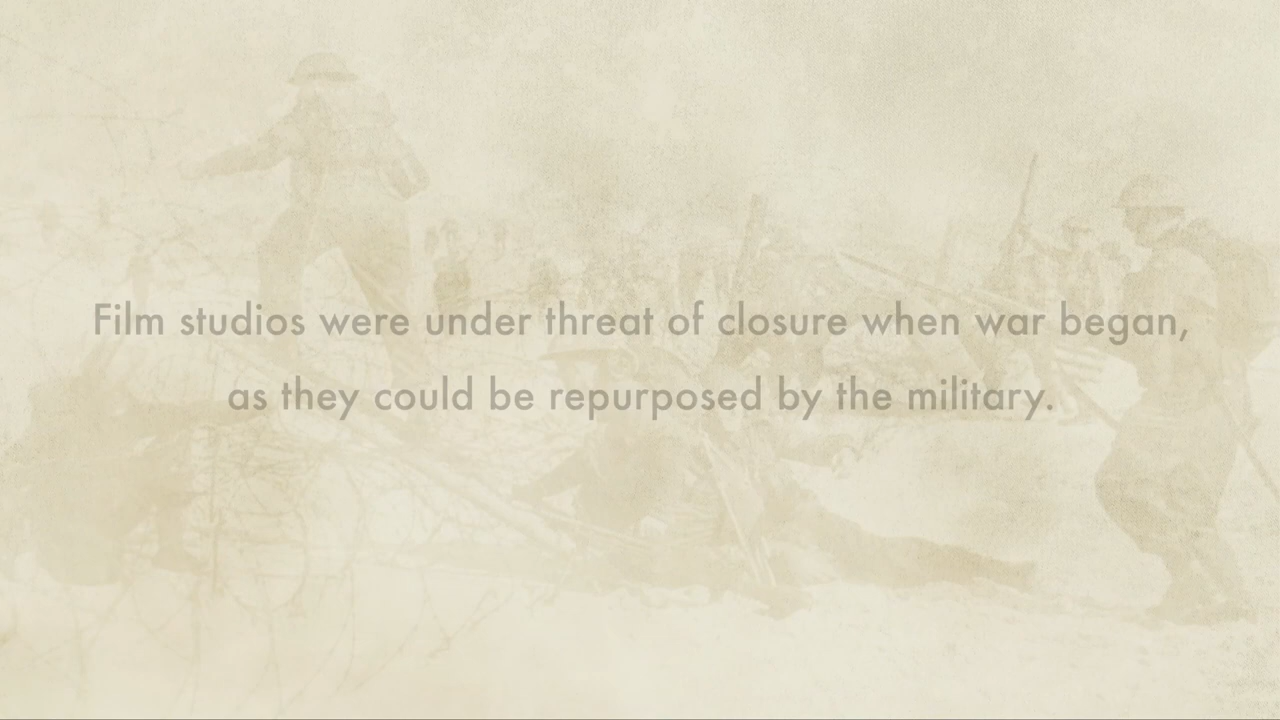 Film studios were under threat of closure when war began,
as they could be repurposed by the military.